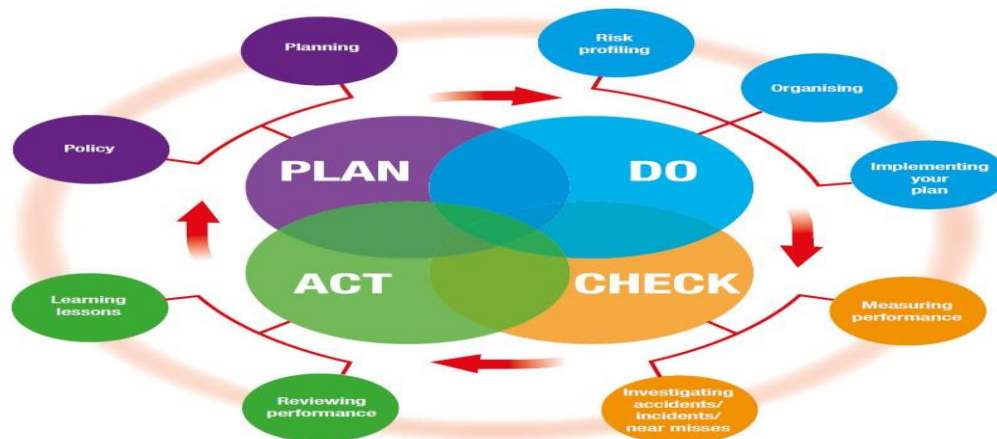 Planning
Risk
profiling
Organising
Policy
PLAN
DO
Implementing
your
plan
ACT
CHECK
Learning
lessons
Measuring
performance
Reviewing
performance
Investigating
accidents/
incidents/
near misses